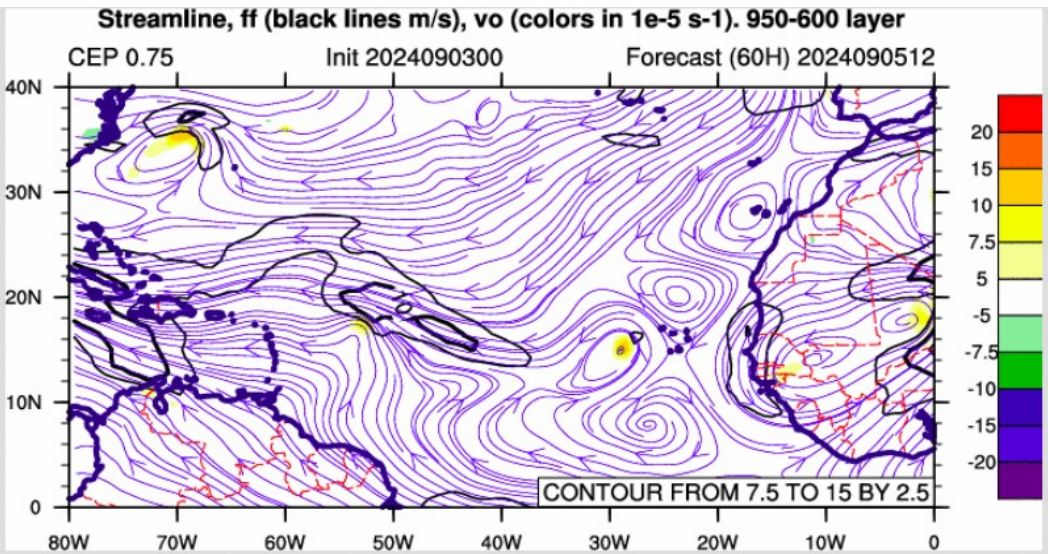 Streamline, ff (black lines m/s), vo (colors in 1e-5 s-1). 950-600 layer
CEP 0.75 Init 2024090300 Forecast (60H) 2024090512
40N
30N
20N
10N
0
80W 70W 60W 50W 40W 30W 20W 10W 0
CONTOUR FROM 7.5 TO 15 BY 2.5
20
15
10
7.5
5
-5
-7.5
-10
-15
-20